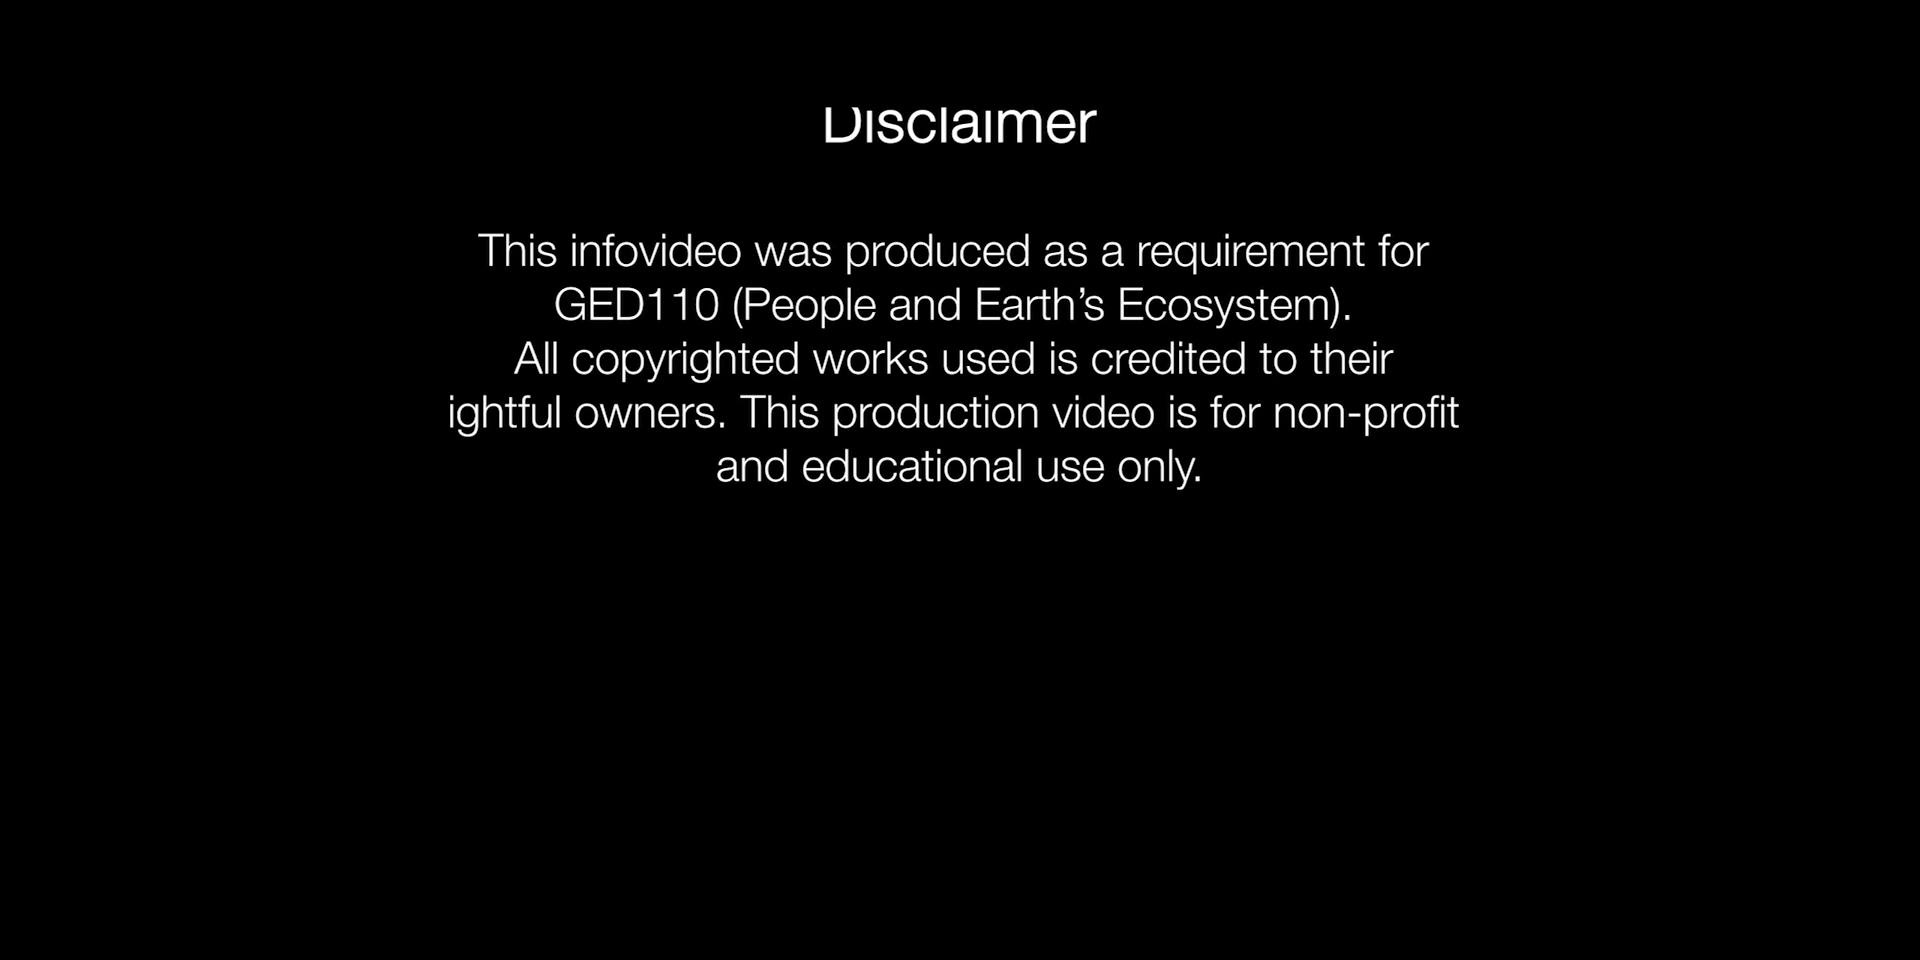 Disclaimer
This infovideo was produced as a requirement for
GED110 (People and Earth’s Ecosystem).
All copyrighted works used is credited to their
ightful owners. This production video is for non-profit
and educational use only.